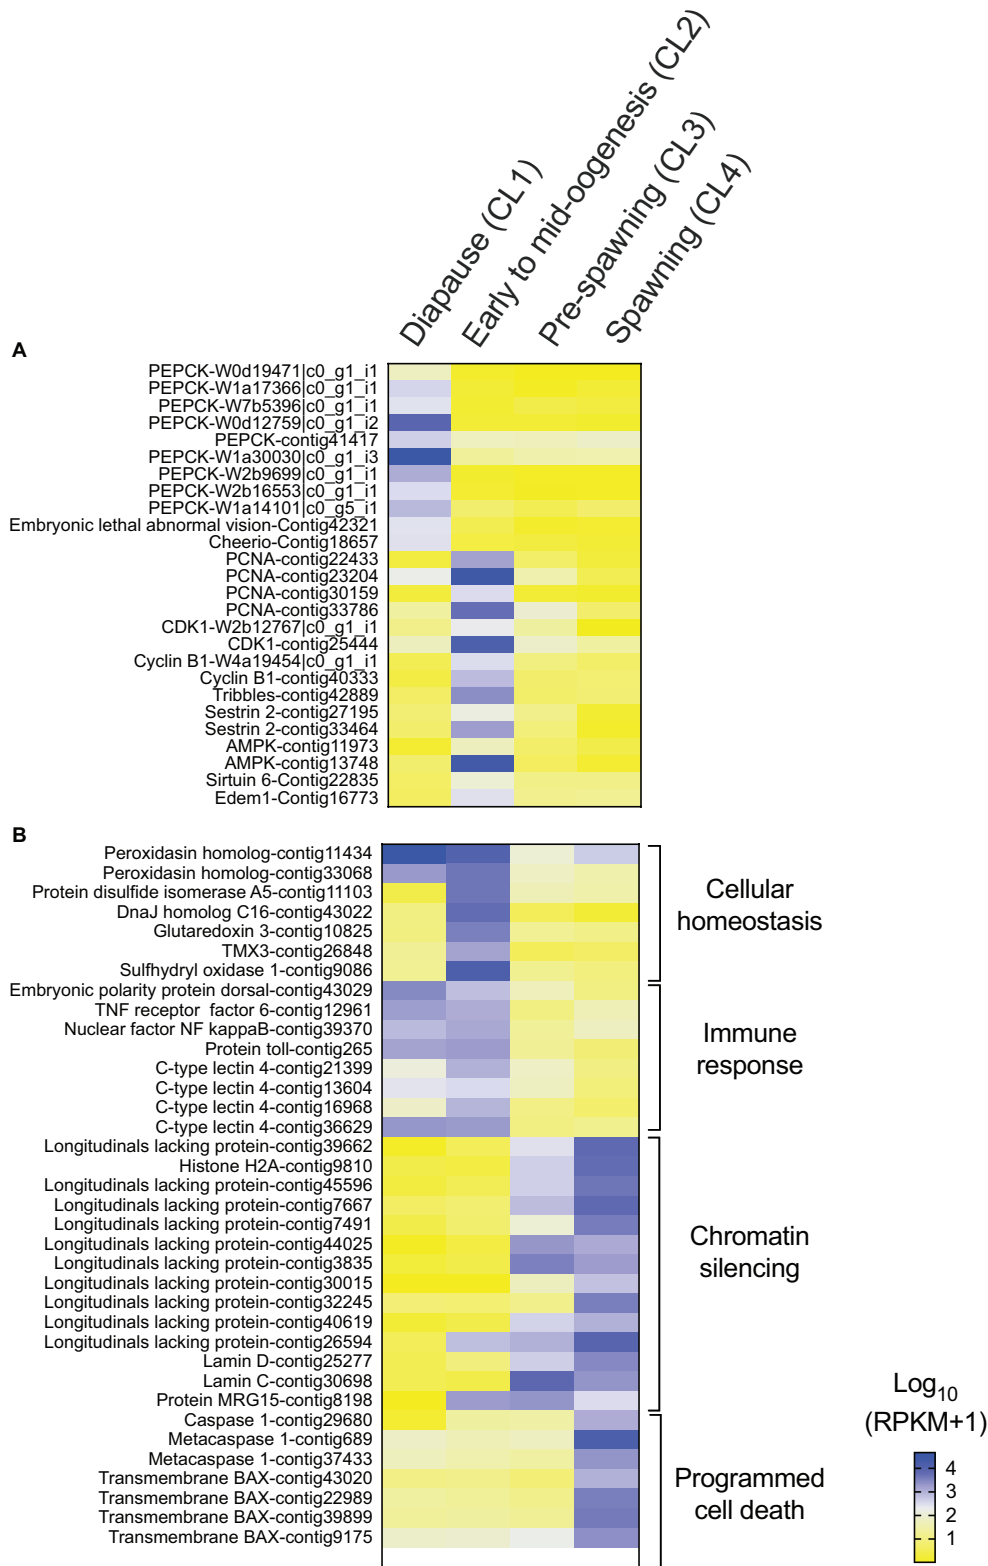 Diapause (CL1)
Early to mid-oogenesis (CL2)
Pre-spawning (CL3)
Spawning (CL4)
A
PEPCK-W0d19471|c0_g1_i1
PEPCK-W1a17366|c0_g1_i1
PEPCK-W7b5396|c0_g1_i1
PEPCK-W0d12759|c0_g1_i2
PEPCK-contig41417
PEPCK-W1a30030|c0_g1_i3
PEPCK-W2b9699|c0_g1_i1
PEPCK-W2b16553|c0_g1_i1
PEPCK-W1a14101|c0_g5_i1
Embryonic lethal abnormal vision-Contig42321
Cheerio-Contig18657
PCNA-contig22433
PCNA-contig23204
PCNA-contig30159
PCNA-contig33786
CDK1-W2b12767|c0_g1_i1
CDK1-contig25444
Cyclin B1-W4a19454|c0_g1_i1
Cyclin B1-contig40333
Tribbles-contig42889
Sestrin 2-contig27195
Sestrin 2-contig33464
AMPK-contig11973
AMPK-contig13748
Sirtuin 6-Contig22835
Edem1-Contig16773
B
Peroxidasin homolog-contig11434
Peroxidasin homolog-contig33068
Protein disulfide isomerase A5-contig11103
DnaJ homolog C16-contig43022
Glutaredoxin 3-contig10825
TMX3-contig26848
Sulfhydryl oxidase 1-contig9086
Cellular
homeostasis
Embryonic polarity protein dorsal-contig43029
TNF receptor factor 6-contig12961
Nuclear factor NF kappaB-contig39370
Protein toll-contig265
C-type lectin 4-contig21399
C-type lectin 4-contig13604
C-type lectin 4-contig16968
C-type lectin 4-contig36629
Immune
response
Longitudinals lacking protein-contig39662
Histone H2A-contig9810
Longitudinals lacking protein-contig45596
Longitudinals lacking protein-contig7667
Longitudinals lacking protein-contig7491
Longitudinals lacking protein-contig44025
Longitudinals lacking protein-contig3835
Longitudinals lacking protein-contig30015
Longitudinals lacking protein-contig32245
Longitudinals lacking protein-contig40619
Longitudinals lacking protein-contig26594
Lamin D-contig25277
Lamin C-contig30698
Protein MRG15-contig8198
Chromatin
silencing
Caspase 1-contig29680
Metacaspase 1-contig689
Metacaspase 1-contig37433
Transmembrane BAX-contig43020
Transmembrane BAX-contig22989
Transmembrane BAX-contig39899
Transmembrane BAX-contig9175
Programmed
cell death
Log10
(RPKM+1)
4
3
2
1